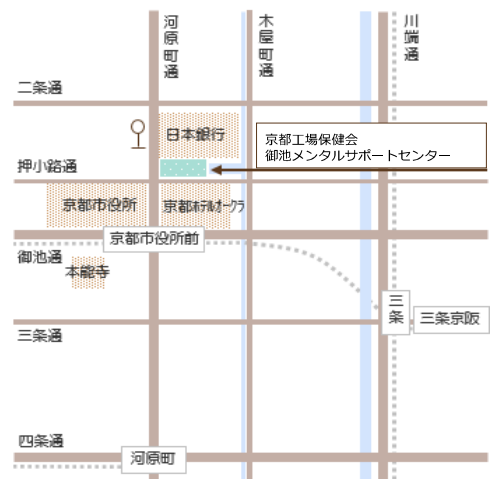 河原町通
木屋町通
川端通
二条通
日本銀行
京都工場保健会
御池メンタルサポートセンター
押小路通
京都市役所
京都ホテルオークラ
京都市役所前
御池通
本能寺
三条
三条京阪
三条通
四条通
河原町